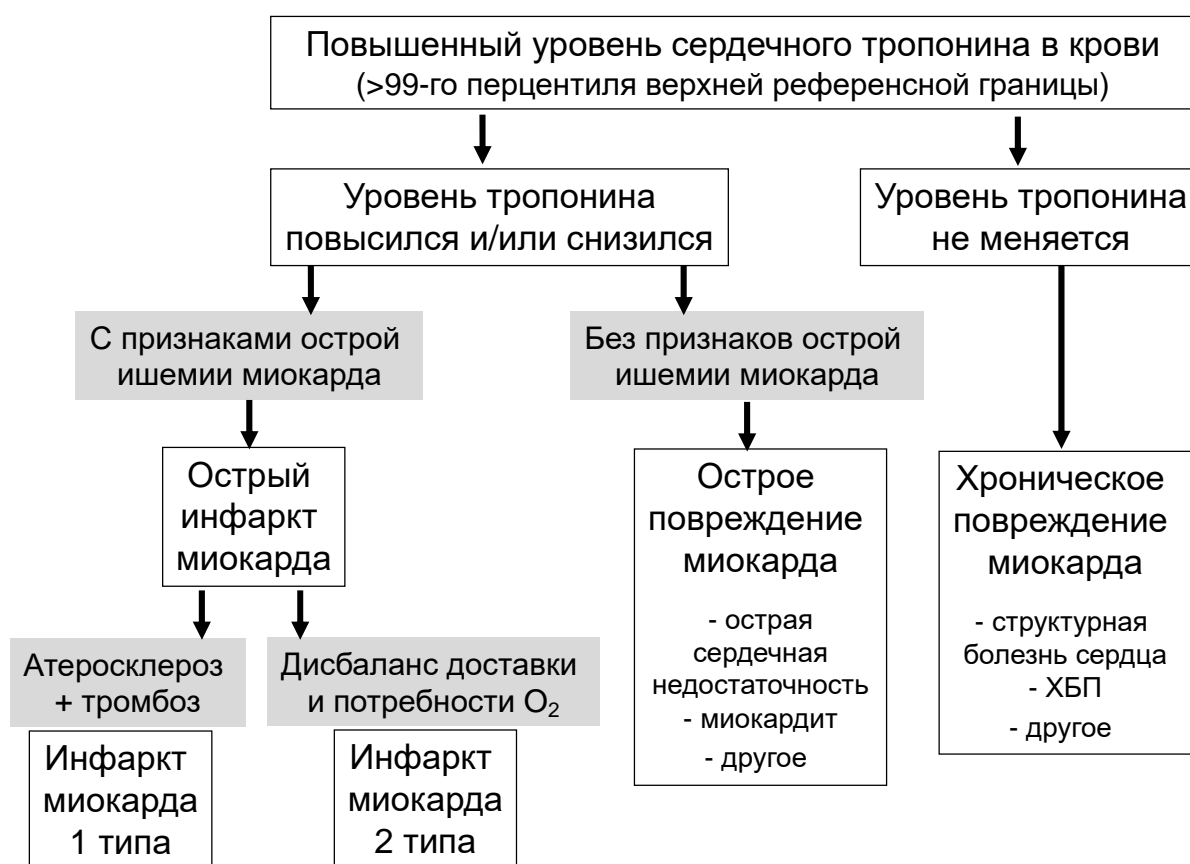 Повышенный уровень сердечного тропонина в крови
(>99-го перцентиля верхней референсной границы)
Уровень тропонина
повысился и/или снизился
Уровень тропонина
не меняется
С признаками острой
ишемии миокарда
Без признаков острой
ишемии миокарда
Острый
инфаркт
миокарда
Острое
повреждение
миокарда
- острая
сердечная
недостаточность
- миокардит
- другое
Хроническое
повреждение
миокарда
- структурная
болезнь сердца
- ХБП
- другое
Атеросклероз
+ тромбоз
Дисбаланс доставки
и потребности O₂
Инфаркт
миокарда
1 типа
Инфаркт
миокарда
2 типа